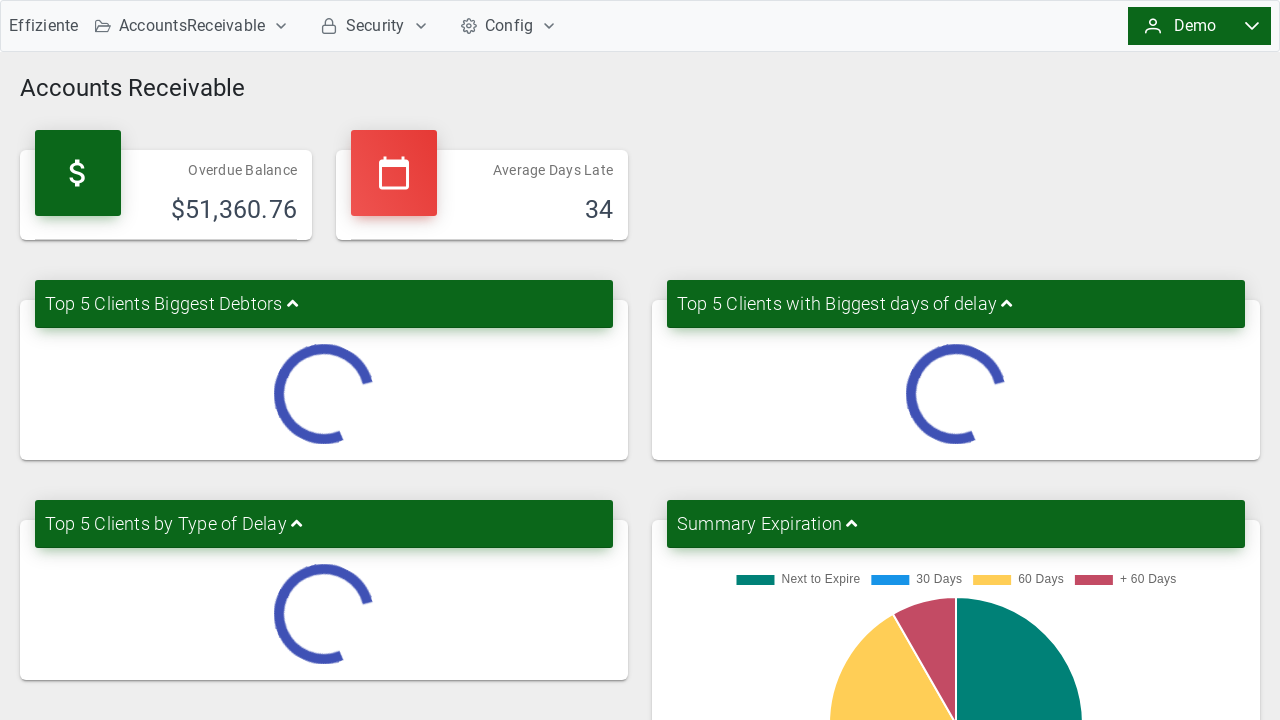 Effiziente AccountsReceivable Security Config Demo
Accounts Receivable
Overdue Balance
$51,360.76
Average Days Late
34
Top 5 Clients Biggest Debtors
Top 5 Clients with Biggest days of delay
Top 5 Clients by Type of Delay
Summary Expiration
Next to Expire 30 Days 60 Days + 60 Days